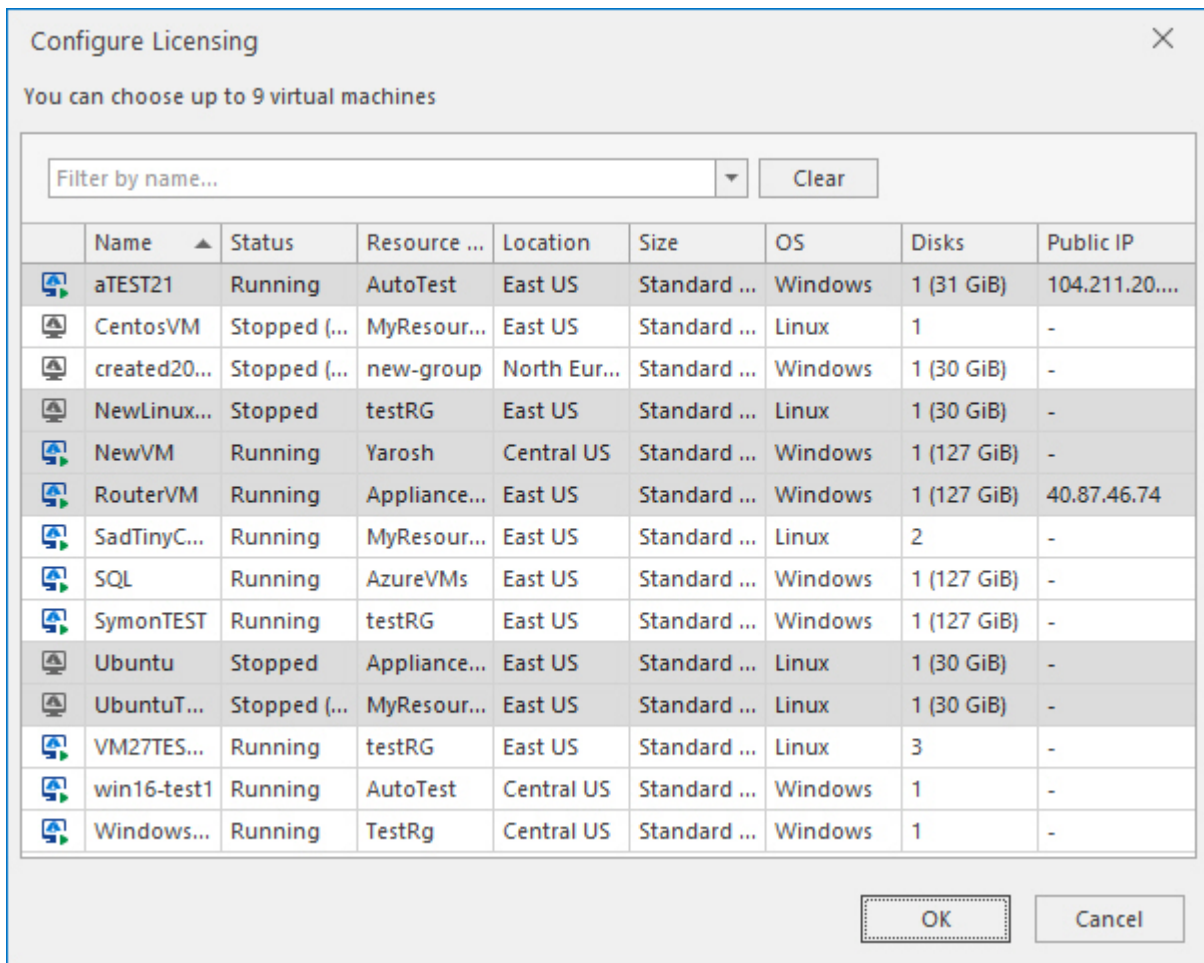 Configure Licensing
You can choose up to 9 virtual machines
Filter by name... Clear
Name Status Resource ... Location Size OS Disks Public IP
aTEST21 Running AutoTest East US Standard ... Windows 1 (31 GiB) 104.211.20....
CentosVM Stopped (... MyResour... East US Standard ... Linux 1 -
created20... Stopped (... new-group North Eur... Standard ... Windows 1 (30 GiB) -
NewLinux... Stopped testRG East US Standard ... Linux 1 (30 GiB) -
NewVM Running Yarosh Central US Standard ... Windows 1 (127 GiB) -
RouterVM Running Appliance... East US Standard ... Windows 1 (127 GiB) 40.87.46.74
SadTinyC... Running MyResour... East US Standard ... Linux 2 -
SQL Running AzureVMs East US Standard ... Windows 1 (127 GiB) -
SymonTEST Running testRG East US Standard ... Windows 1 (127 GiB) -
Ubuntu Stopped Appliance... East US Standard ... Linux 1 (30 GiB) -
UbuntuT... Stopped (... MyResour... East US Standard ... Linux 1 (30 GiB) -
VM27TES... Running testRG East US Standard ... Linux 3 -
win16-test1 Running AutoTest Central US Standard ... Windows 1 -
Windows... Running TestRg Central US Standard ... Windows 1 -
OK Cancel